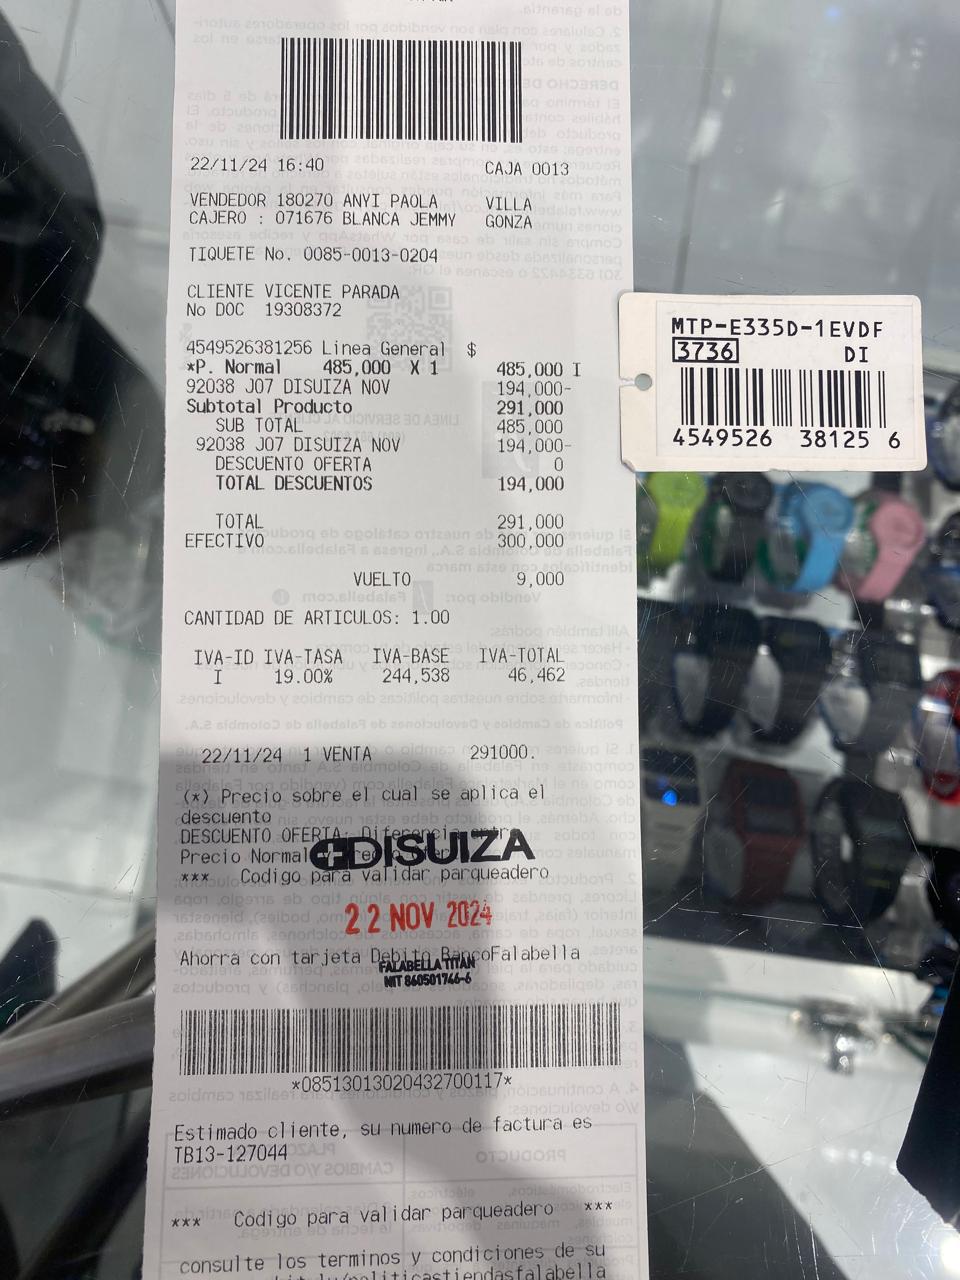 22/11/24 16:40 CAJA 0013
VENDEDOR 180270 ANYI PAOLA VILLA
CAJERO : 071676 BLANCA JEMMY GONZA
TIQUETE No. 0085-0013-0204
CLIENTE VICENTE PARADA
No DOC 19308372
4549526381256 Linea General $
*P. Normal 485,000 X 1 485,000 I
92038 J07 DISUIZA NOV 194,000-
Subtotal Producto 291,000
SUB TOTAL 485,000
92038 J07 DISUIZA NOV 194,000-
DESCUENTO OFERTA 0
TOTAL DESCUENTOS 194,000
TOTAL 291,000
EFECTIVO 300,000
VUELTO 9,000
CANTIDAD DE ARTICULOS: 1.00
IVA-ID IVA-TASA IVA-BASE IVA-TOTAL
I 19.00% 244,538 46,462
22/11/24 1 VENTA 291000.
(*) Precio sobre el cual se aplica el
descuento
DESCUENTO OFERTA: Diferencia entre
Precio Normal y Precio
DISUIZA
*** Codigo para validar parqueadero
22 NOV 2024
Ahorra con tarjeta Debito BancoFalabella
FALABELLA TITAN
NIT 860501746-6
*08513013020432700117*
Estimado cliente, su numero de factura es
TB13-127044
*** Codigo para validar parqueadero ***
consulte los terminos y condiciones de su
MTP-E335D-1EVDF
3736 DI
4549526 38125 6